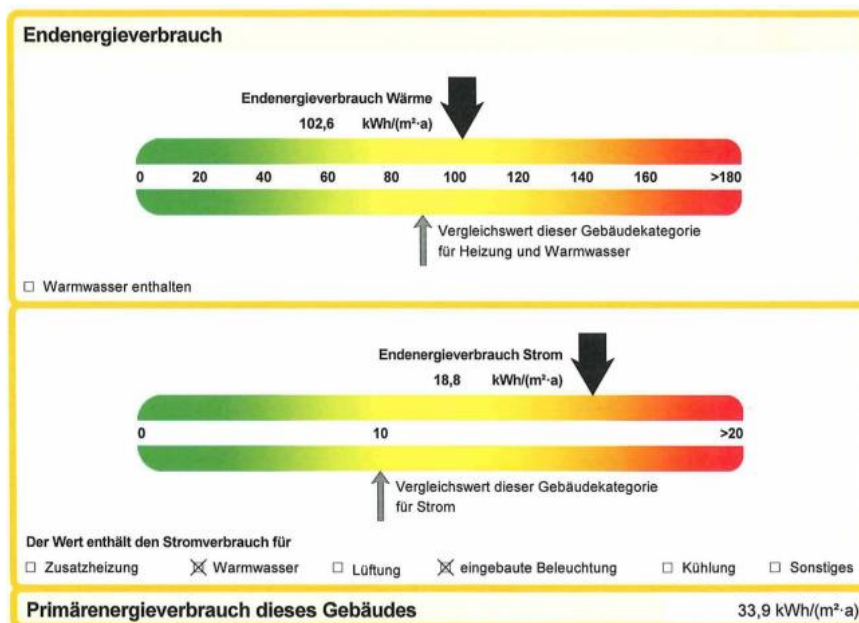 Endenergieverbrauch
Endenergieverbrauch Wärme
102,6 kWh/(m²·a)
0 20 40 60 80 100 120 140 160 >180
Vergleichswert dieser Gebäudekategorie
für Heizung und Warmwasser
☐ Warmwasser enthalten
Endenergieverbrauch Strom
18,8 kWh/(m²·a)
0 10 >20
Vergleichswert dieser Gebäudekategorie
für Strom
Der Wert enthält den Stromverbrauch für
☐ Zusatzheizung ☒ Warmwasser ☐ Lüftung ☒ eingebaute Beleuchtung ☐ Kühlung ☐ Sonstiges
Primärenergieverbrauch dieses Gebäudes 33,9 kWh/(m²·a)